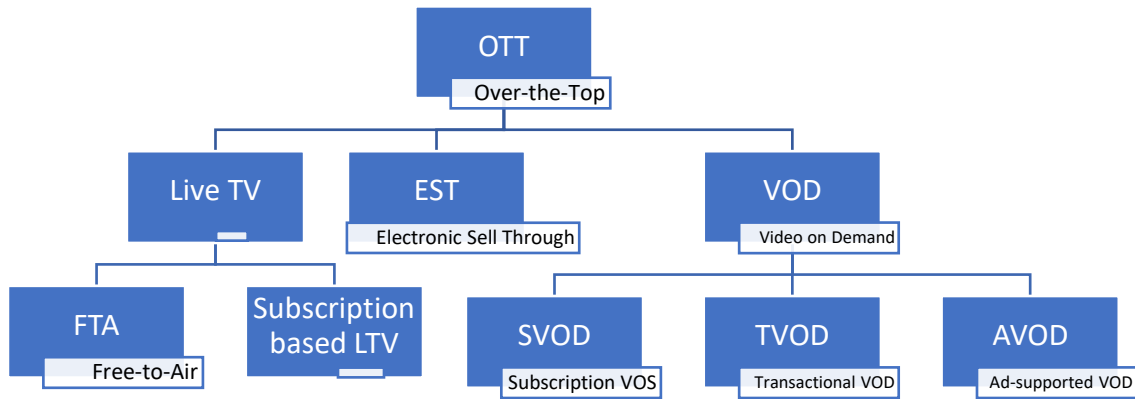 OTT
Over-the-Top
Live TV
EST
Electronic Sell Through
VOD
Video on Demand
FTA
Free-to-Air
Subscription
based LTV
SVOD
Subscription VOS
TVOD
Transactional VOD
AVOD
Ad-supported VOD